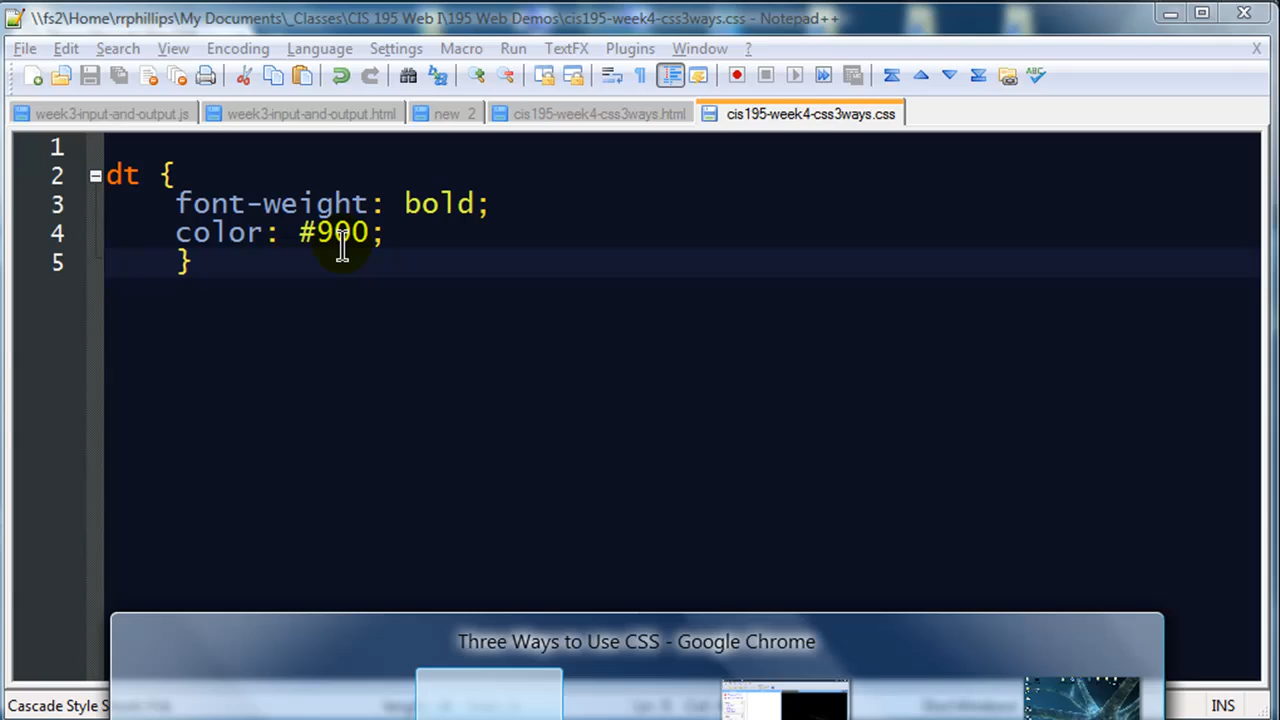 \\fs2\Home\rrphillips\My Documents\_Classes\CIS 195 Web I\195 Web Demos\cis195-week4-css3ways.css - Notepad++
File Edit Search View Encoding Language Settings Macro Run TextFX Plugins Window ? X
week3-input-and-output.js week3-input-and-output.html new 2 cis195-week4-css3ways.html cis195-week4-css3ways.css
1
2 dt {
3 font-weight: bold;
4 color: #900;
5 }
Three Ways to Use CSS - Google Chrome
Cascade Style S INS